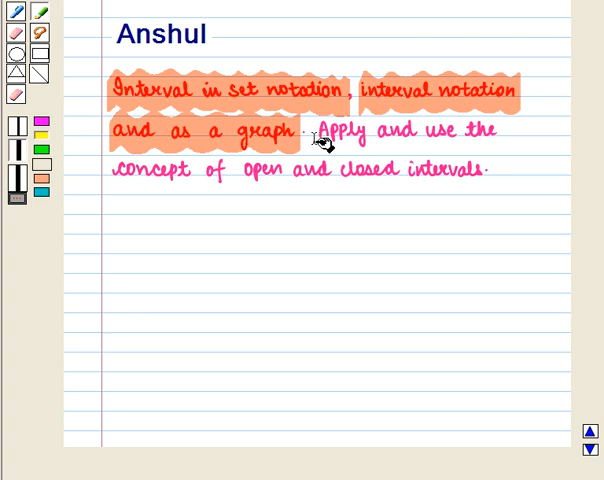 Anshul
Interval in set notation, interval notation
and as a graph. Apply and use the
concept of open and closed intervals.